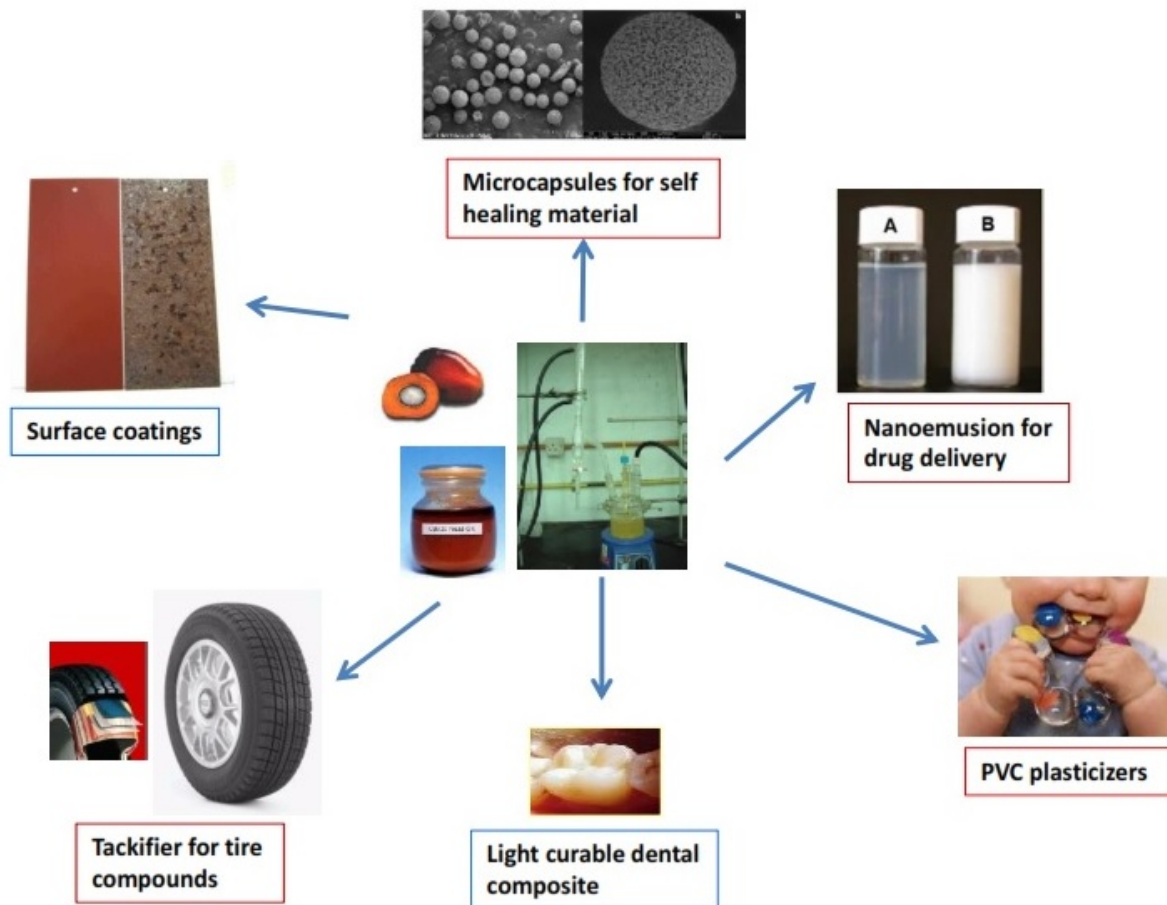 a
b
Microcapsules for self
healing material
A
B
Surface coatings
Nanoemusion for
drug delivery
PVC plasticizers
Tackifier for tire
compounds
Light curable dental
composite